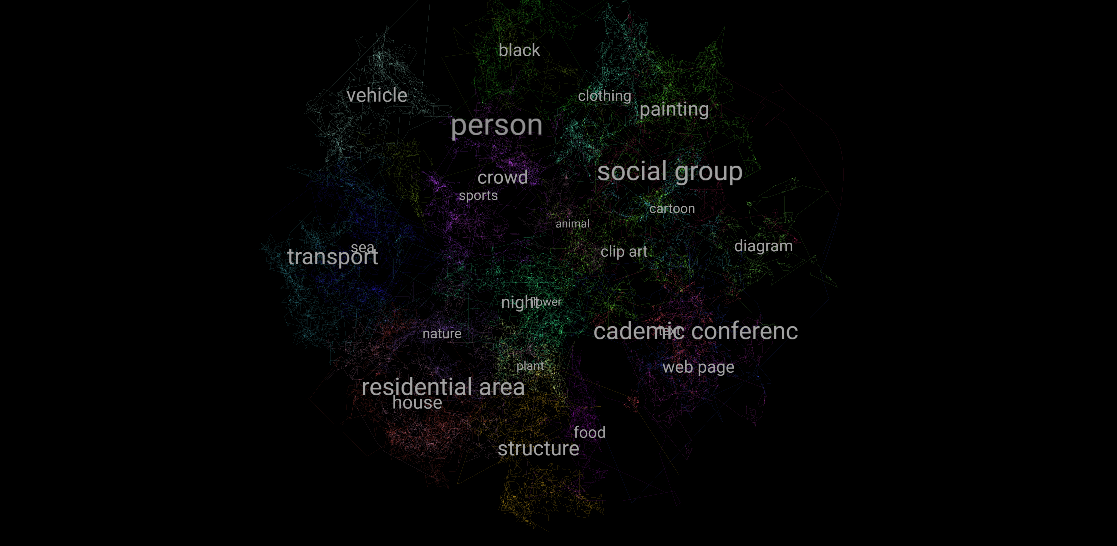 black
vehicle
clothing
painting
person
social group
crowd
sports
cartoon
animal
diagram
sea
clip art
transport
night
flower
cademic conferenc
text
nature
plant
web page
residential area
house
food
structure